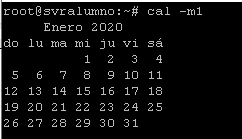 root@svralumno:~# cal -m1
     Enero 2020
do lu ma mi ju vi sá
          1  2  3  4
 5  6  7  8  9 10 11
12 13 14 15 16 17 18
19 20 21 22 23 24 25
26 27 28 29 30 31